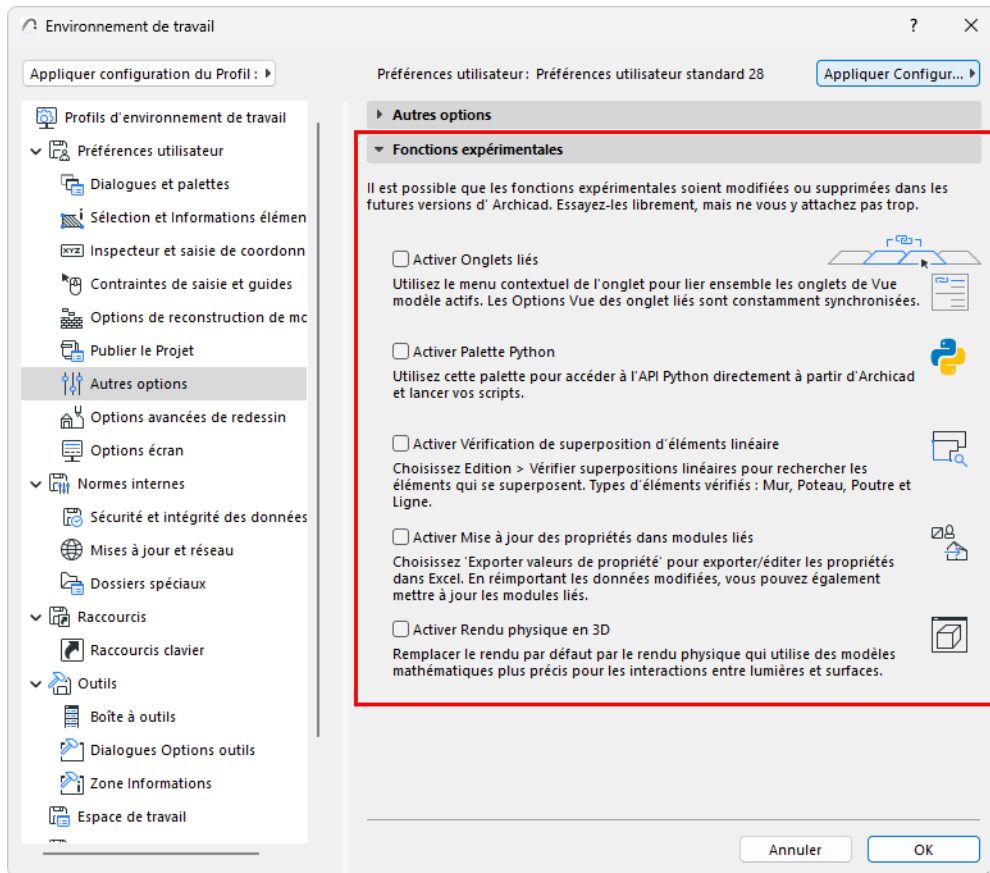 Environnement de travail
?
Appliquer configuration du Profil :
Préférences utilisateur : Préférences utilisateur standard 28
Appliquer Configur...
Profils d'environnement de travail
Préférences utilisateur
Dialogues et palettes
Sélection et Informations élémen
Inspecteur et saisie de coordonn
Contraintes de saisie et guides
Options de reconstruction de mo
Publier le Projet
Autres options
Options avancées de redessin
Options écran
Normes internes
Sécurité et intégrité des données
Mises à jour et réseau
Dossiers spéciaux
Raccourcis
Raccourcis clavier
Outils
Boîte à outils
Dialogues Options outils
Zone Informations
Espace de travail
Autres options
Fonctions expérimentales
Il est possible que les fonctions expérimentales soient modifiées ou supprimées dans les
futures versions d' Archicad. Essayez-les librement, mais ne vous y attachez pas trop.
Activer Onglets liés
Utilisez le menu contextuel de l'onglet pour lier ensemble les onglets de Vue
modèle actifs. Les Options Vue des onglet liés sont constamment synchronisées.
Activer Palette Python
Utilisez cette palette pour accéder à l'API Python directement à partir d'Archicad
et lancer vos scripts.
Activer Vérification de superposition d'éléments linéaire
Choisissez Edition > Vérifier superpositions linéaires pour rechercher les
éléments qui se superposent. Types d'éléments vérifiés : Mur, Poteau, Poutre et
Ligne.
Activer Mise à jour des propriétés dans modules liés
Choisissez 'Exporter valeurs de propriété' pour exporter/éditer les propriétés
dans Excel. En réimportant les données modifiées, vous pouvez également
mettre à jour les modules liés.
Activer Rendu physique en 3D
Remplacer le rendu par défaut par le rendu physique qui utilise des modèles
mathématiques plus précis pour les interactions entre lumières et surfaces.
Annuler
OK